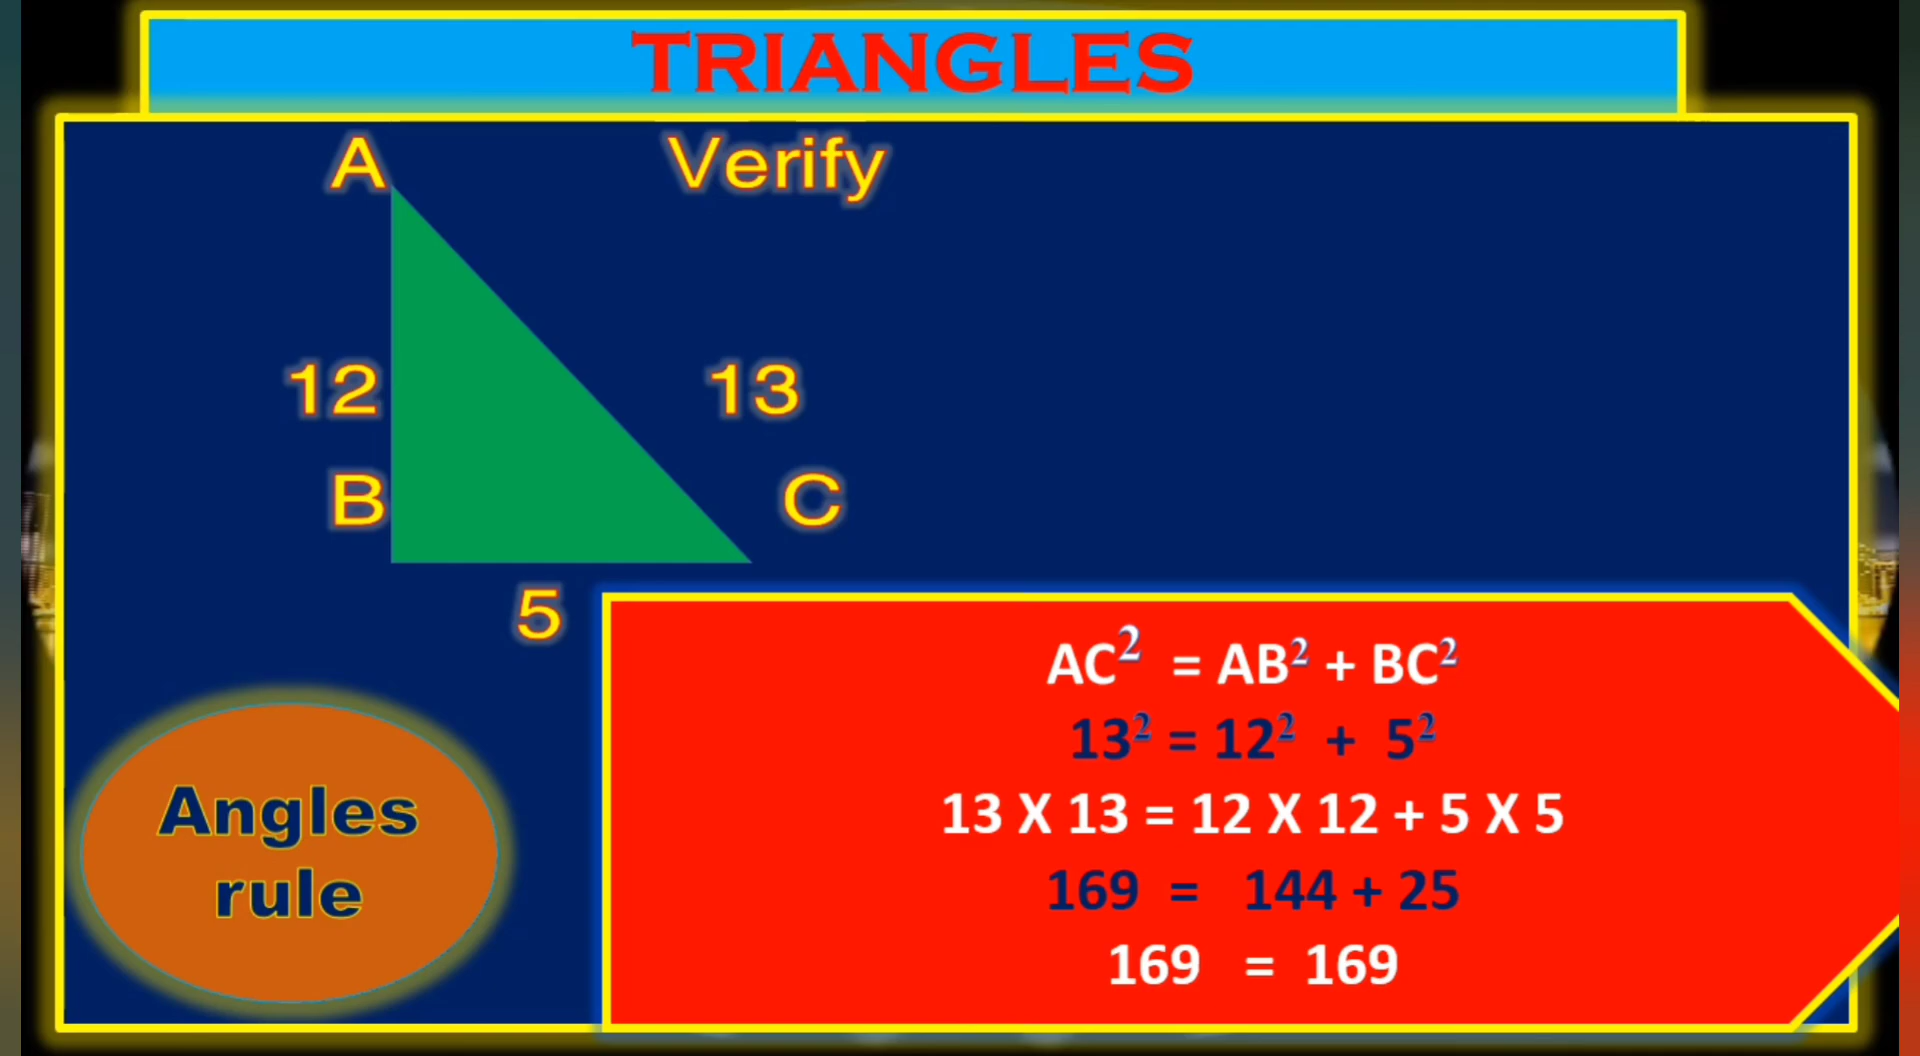 TRIANGLES
A
Verify
12
13
B
C
5
AC² = AB² + BC²
13² = 12² + 5²
13 X 13 = 12 X 12 + 5 X 5
169 = 144 + 25
169 = 169
Angles
rule